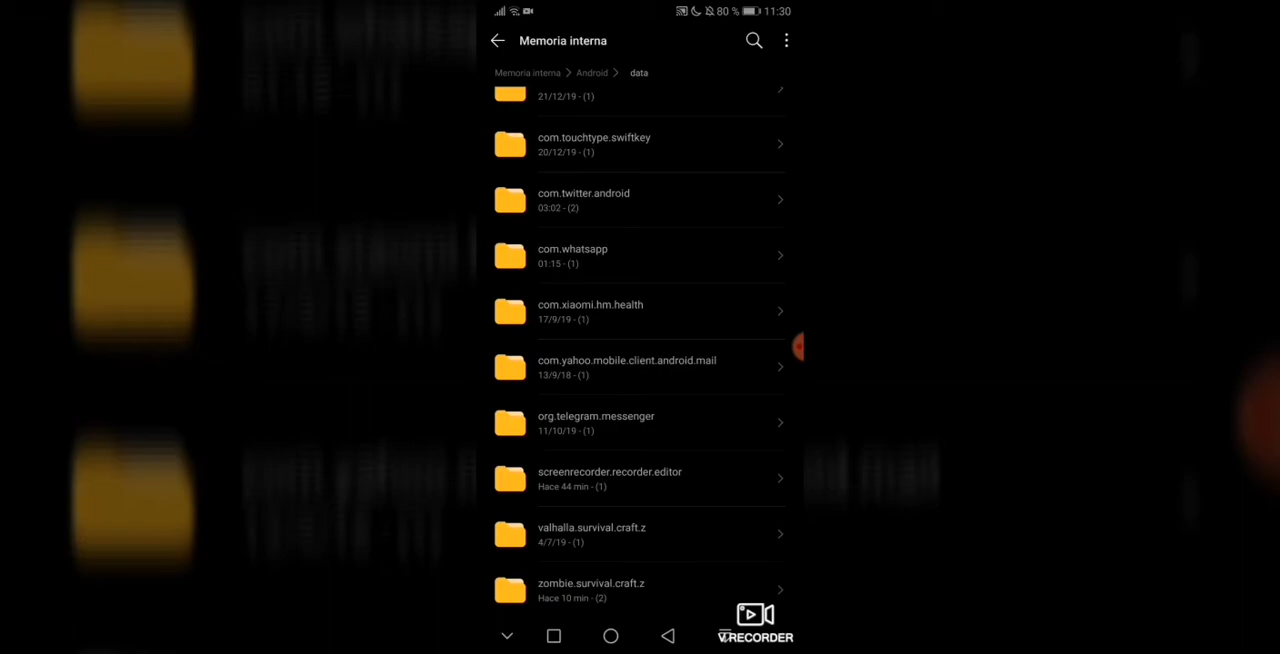 80 % 11:30
Memoria interna
Memoria interna > Android > data
21/12/19 - (1)
com.touchtype.swiftkey
20/12/19 - (1)
com.twitter.android
03:02 - (2)
com.whatsapp
01:15 - (1)
com.xiaomi.hm.health
17/9/19 - (1)
com.yahoo.mobile.client.android.mail
13/9/18 - (1)
org.telegram.messenger
11/10/19 - (1)
screenrecorder.recorder.editor
Hace 44 min - (1)
valhalla.survival.craft.z
4/7/19 - (1)
zombie.survival.craft.z
Hace 10 min - (2)
VRECORDER